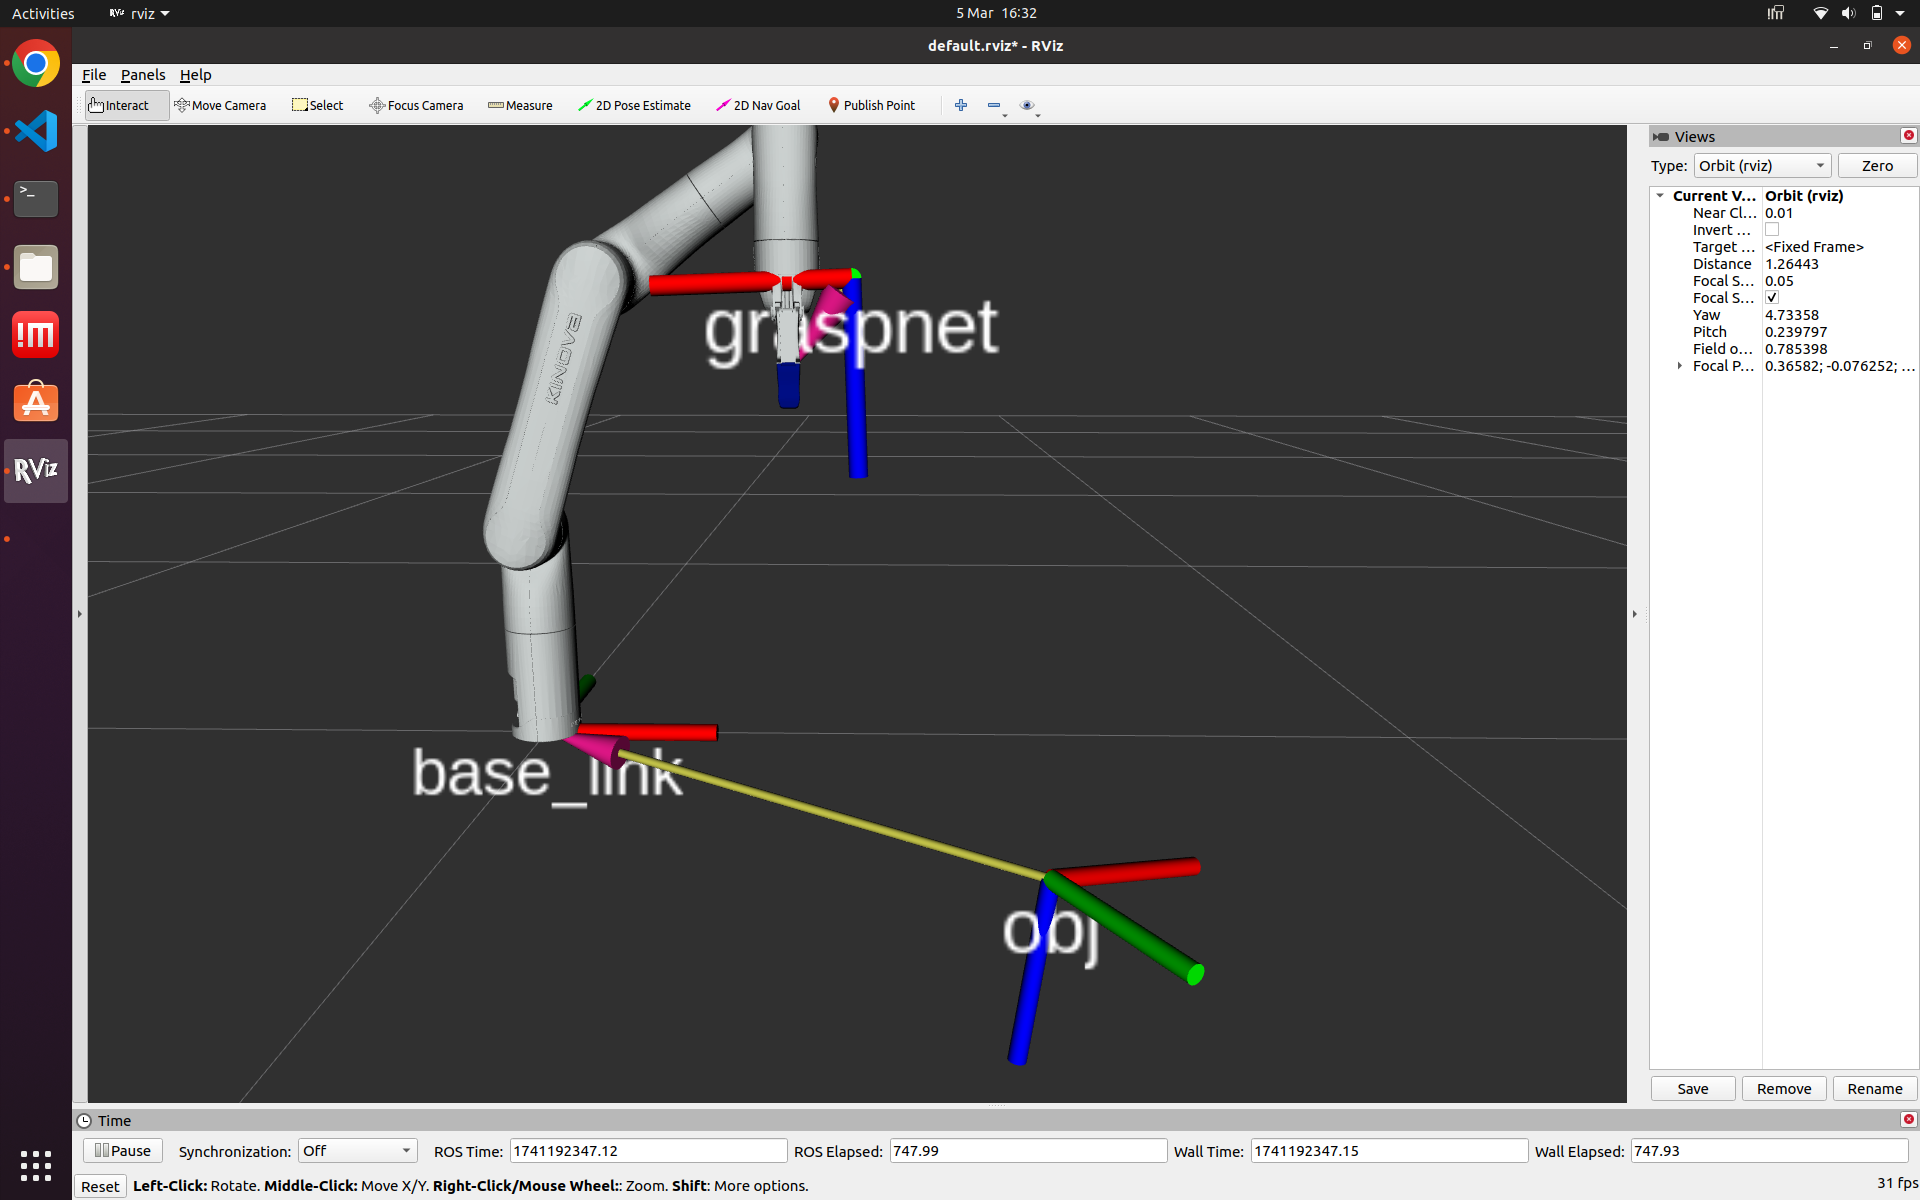 Activities
RViz rviz
5 Mar 16:32
default.rviz* - RViz
File Panels Help
Interact Move Camera Select Focus Camera Measure 2D Pose Estimate 2D Nav Goal Publish Point
Views
Type: Orbit (rviz) Zero
Current V... Orbit (rviz)
Near Cl... 0.01
Invert ...
Target ... <Fixed Frame>
Distance 1.26443
Focal S... 0.05
Focal S...
Yaw 4.73358
Pitch 0.239797
Field o... 0.785398
Focal P... 0.36582; -0.076252; ...
KINOVA
graspnet
base_link
obj
RViz
Save Remove Rename
Time
Pause Synchronization: Off ROS Time: 1741192347.12 ROS Elapsed: 747.99 Wall Time: 1741192347.15 Wall Elapsed: 747.93
Reset Left-Click: Rotate. Middle-Click: Move X/Y. Right-Click/Mouse Wheel:: Zoom. Shift: More options.
31 fps